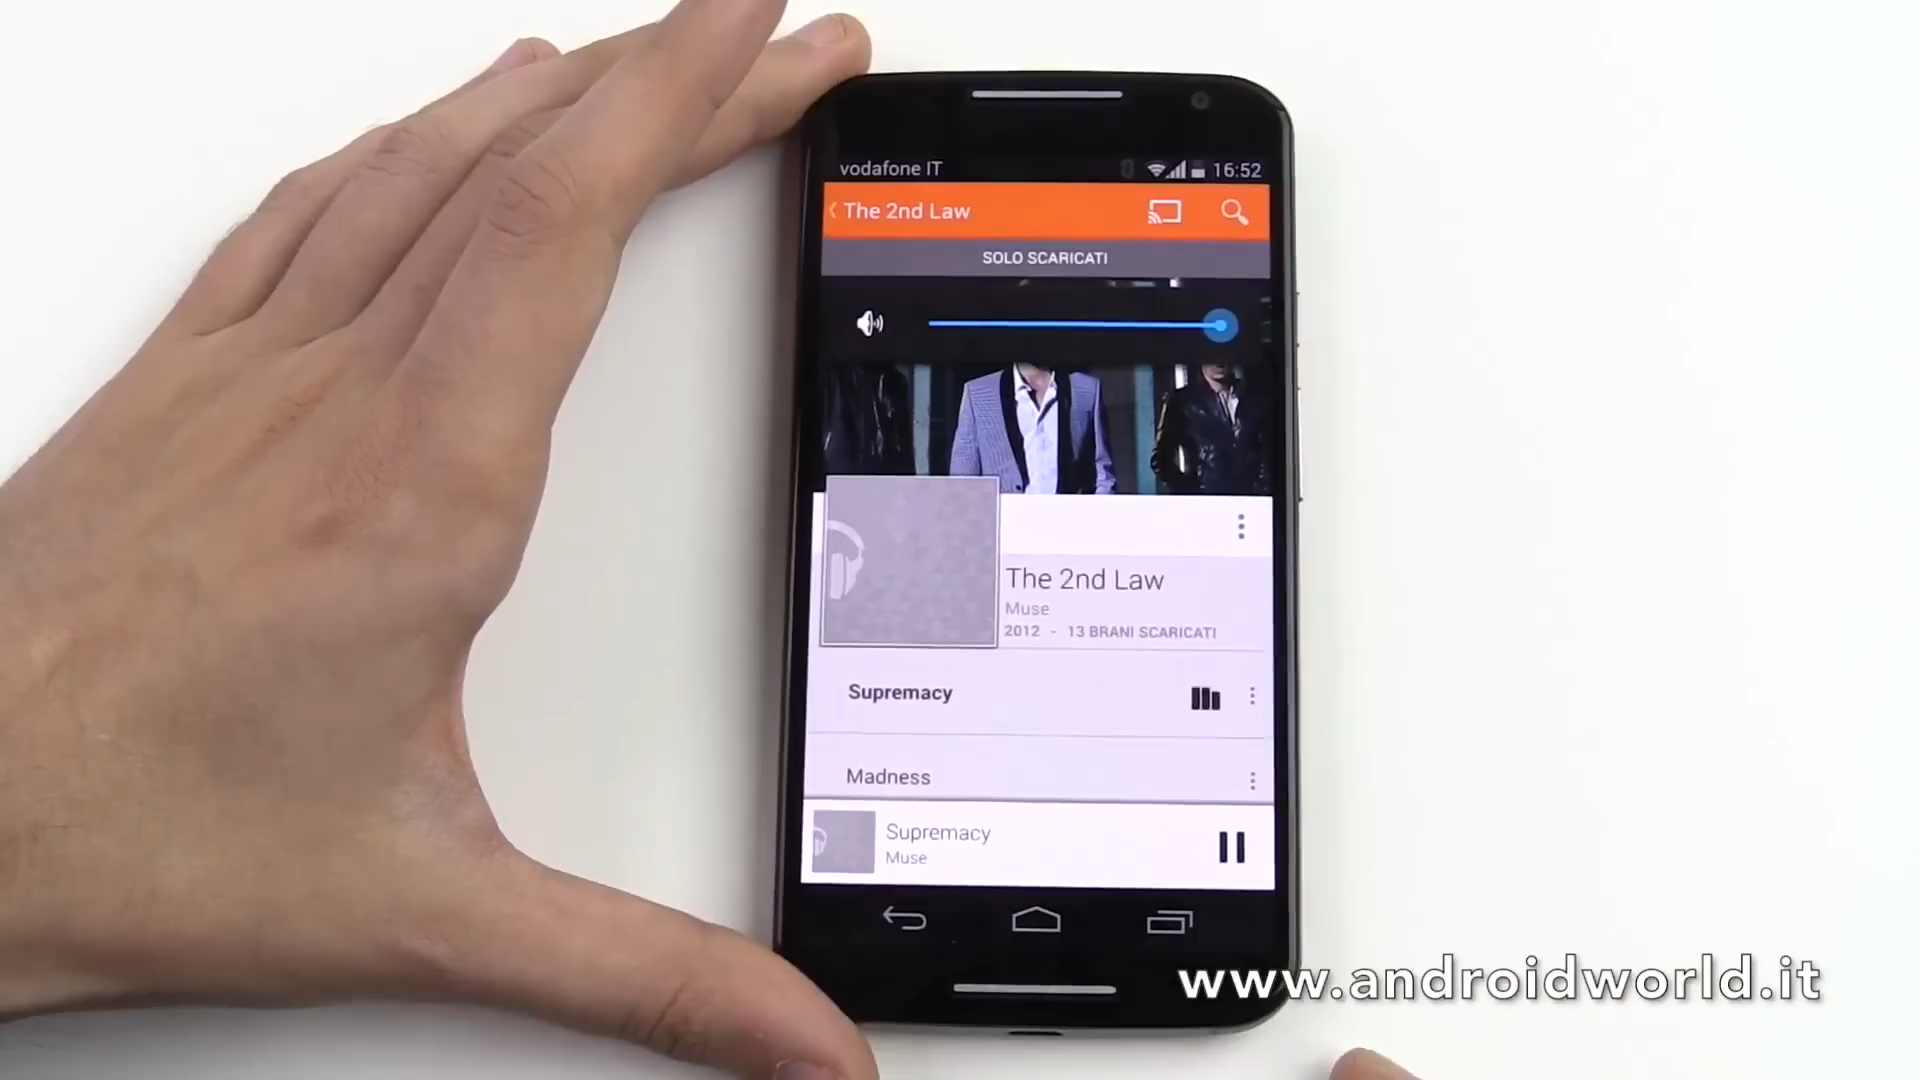 vodafone IT
16:52
The 2nd Law
SOLO SCARICATI
The 2nd Law
Muse
2012 - 13 BRANI SCARICATI
Supremacy
Madness
Supremacy
Muse
www.androidworld.it